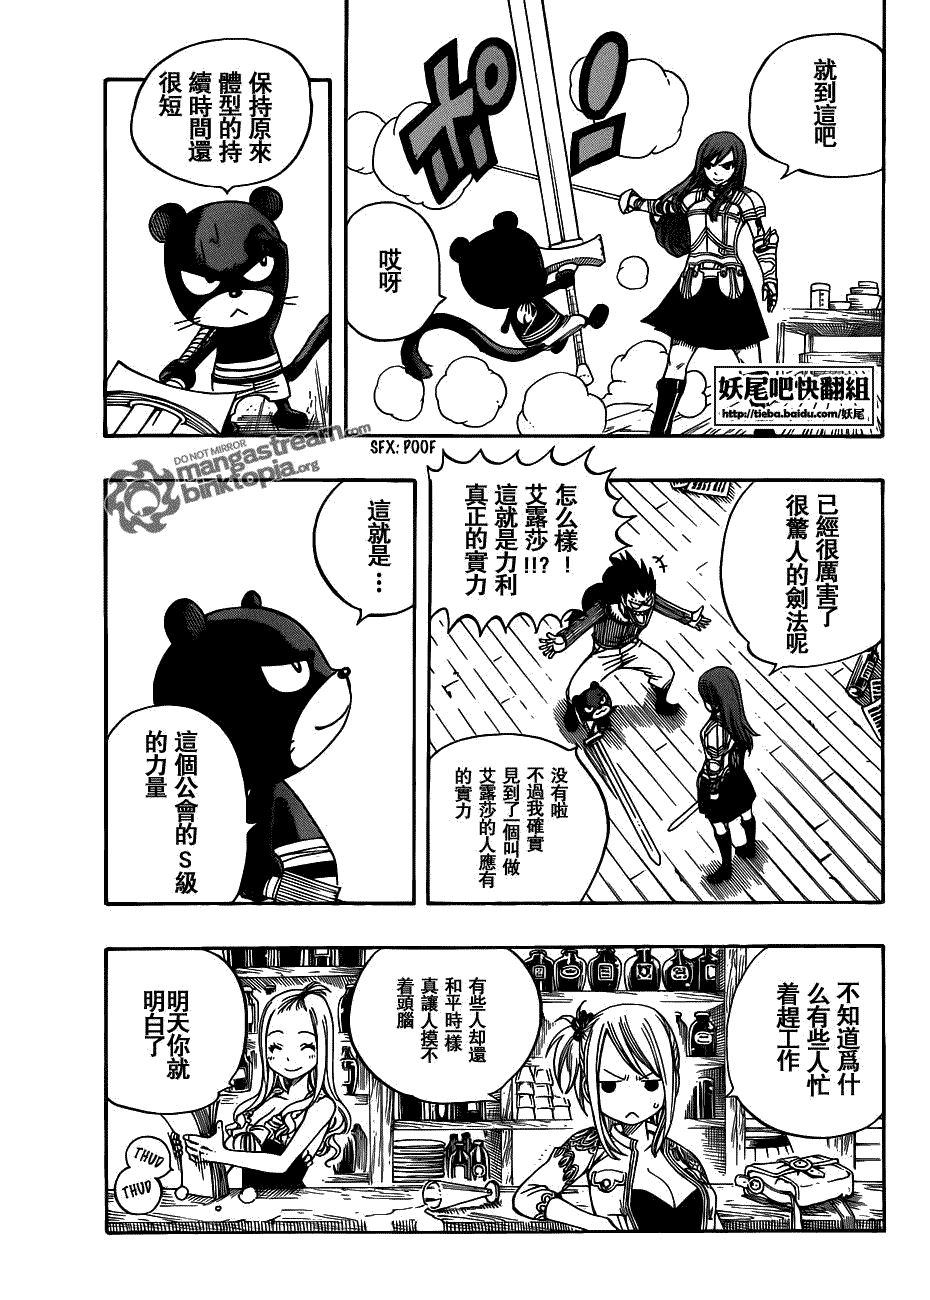 就
到
這
吧
ポン!
哎
呀
妖尾吧快翻組
http://tieba.baidu.com/妖尾
SFX: POOF
保持原來
體型的持
續時間還
很短
DO NOT MIRROR
mangastream.com
binktopia.org
已經很厲害了
很驚人的劍法呢
怎么樣！
艾露莎!!?
這就是力利
真正的實力
没有啦
不過我確實
見到了一個叫做
艾露莎的人應有
的實力
這就是…
這個公會的S級
的力量
不知道爲什
么有些人忙
着趕工作
有些人却還
和平時一樣
真讓人摸不
着頭腦
明天你就
明白了
THUD
THUD